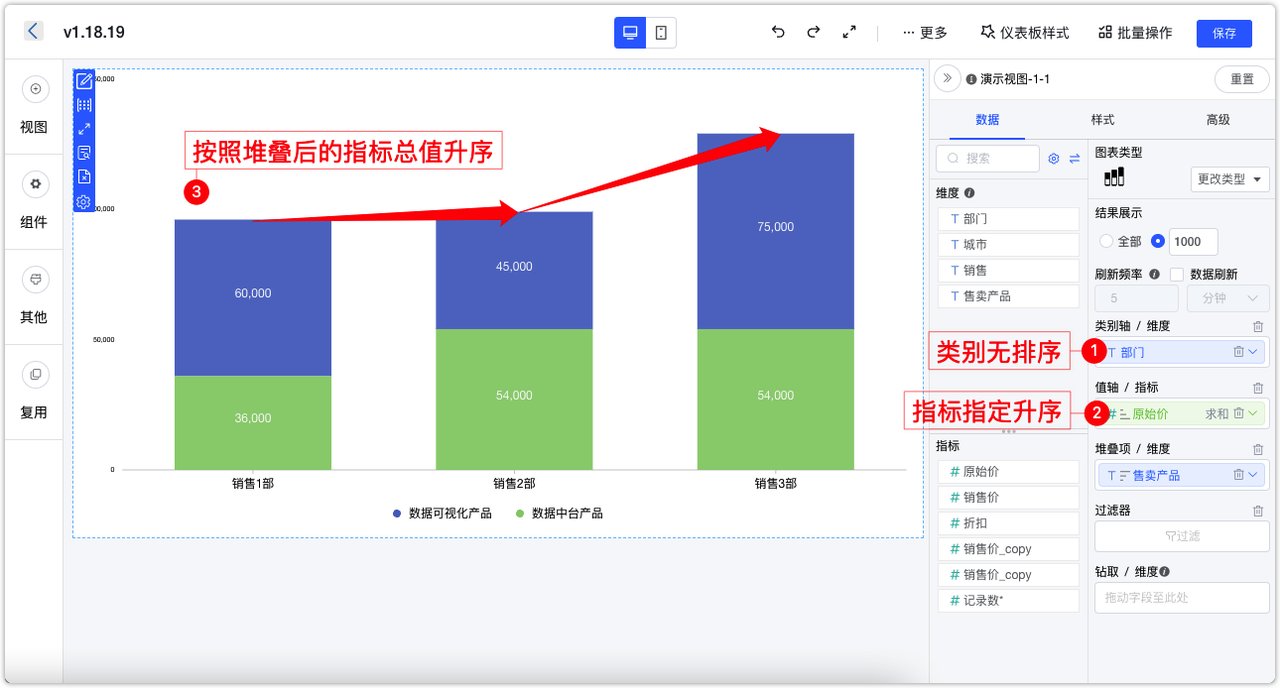 v1.18.19
更多
仪表板样式
批量操作
保存
视图
组件
其他
复用
50,000
0
按照堆叠后的指标总值升序
3
60,000
36,000
45,000
54,000
75,000
54,000
销售1部
销售2部
销售3部
数据可视化产品
数据中台产品
演示视图-1-1
重置
数据
样式
高级
搜索
维度
T 部门
T 城市
T 销售
T 售卖产品
指标
# 原始价
# 销售价
# 折扣
# 销售价_copy
# 销售价_copy
# 记录数*
图表类型
更改类型
结果展示
全部
1000
刷新频率
数据刷新
5
分钟
类别轴 / 维度
类别无排序
1
T 部门
值轴 / 指标
指标指定升序
2
# 原始价 求和
堆叠项 / 维度
T 售卖产品
过滤器
过滤
钻取 / 维度
拖动字段至此处